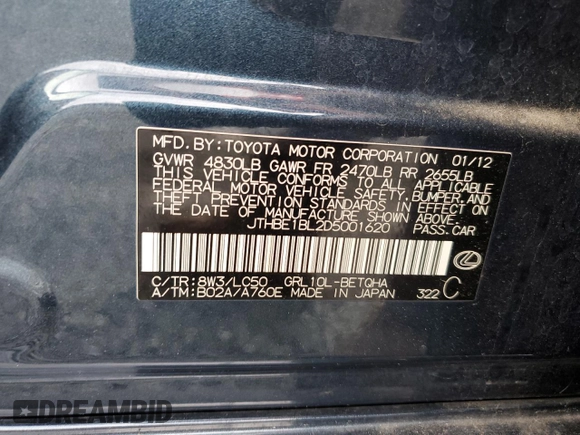 MFD. BY: TOYOTA MOTOR CORPORATION 01/12
GVWR 4830LB GAWR FR 2470LB RR 2655LB
THIS VEHICLE CONFORMS TO ALL APPLICABLE
FEDERAL MOTOR VEHICLE SAFETY, BUMPER, AND
THEFT PREVENTION STANDARDS IN EFFECT ON
THE DATE OF MANUFACTURE SHOWN ABOVE.
JTHBE1BL2D5001620 PASS.CAR
C/TR: 8W3/LC50 GRL10L-BETQHA
A/TM: B02A/A760E MADE IN JAPAN 322 C
DREAMBID